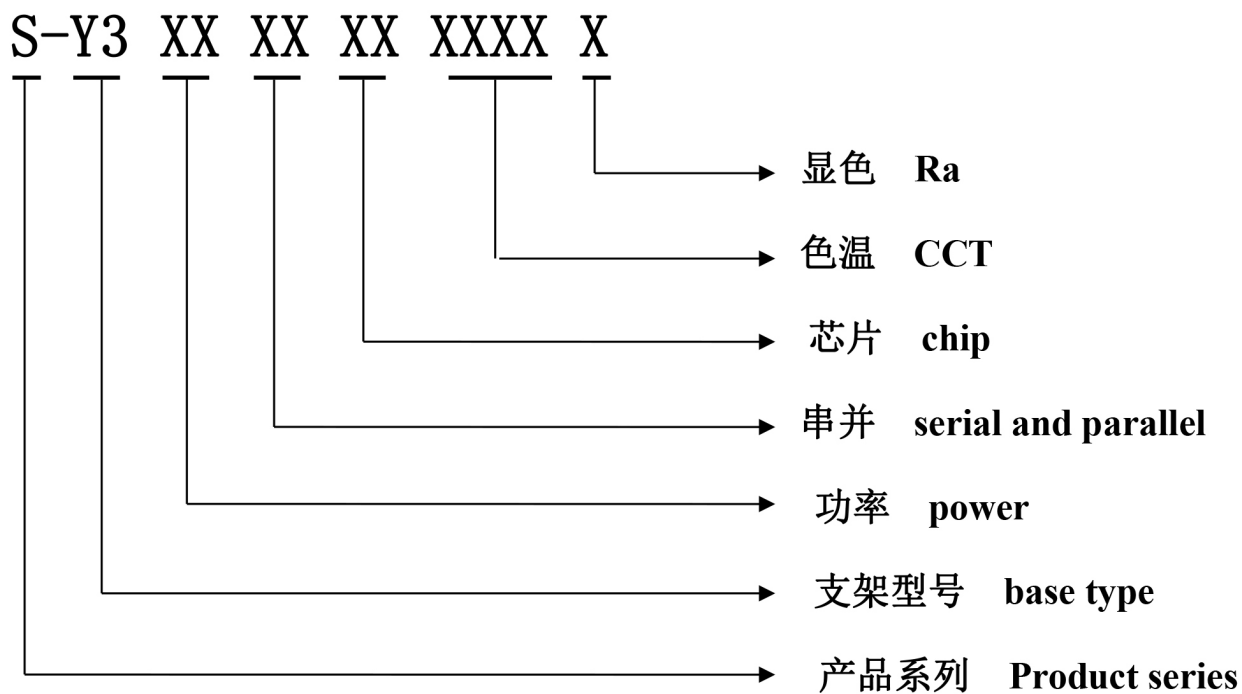 S-Y3 XX XX XX XXXX X
显色 Ra
色温 CCT
芯片 chip
串并 serial and parallel
功率 power
支架型号 base type
产品系列 Product series